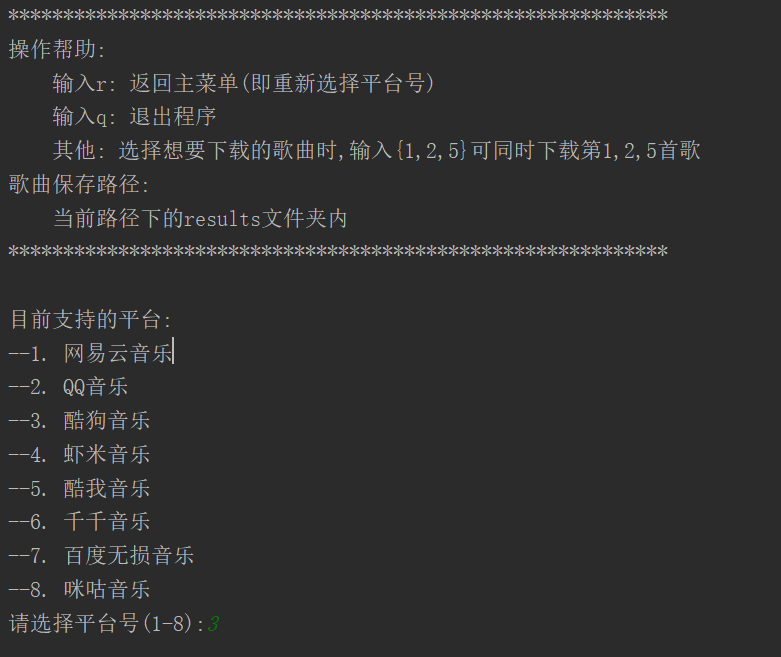 ************************************************************
操作帮助:
    输入r: 返回主菜单(即重新选择平台号)
    输入q: 退出程序
    其他: 选择想要下载的歌曲时,输入{1,2,5}可同时下载第1,2,5首歌
歌曲保存路径:
    当前路径下的results文件夹内
************************************************************
目前支持的平台:
--1. 网易云音乐
--2. QQ音乐
--3. 酷狗音乐
--4. 虾米音乐
--5. 酷我音乐
--6. 千千音乐
--7. 百度无损音乐
--8. 咪咕音乐
请选择平台号(1-8):3